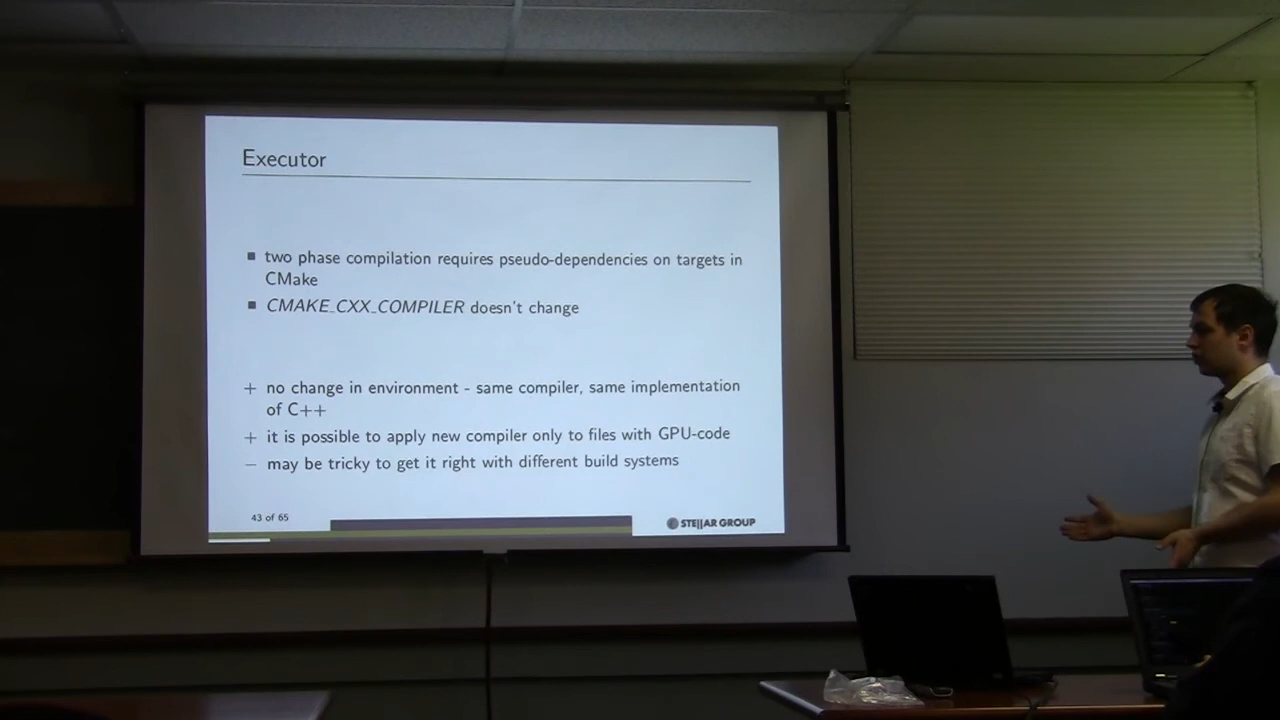 Executor
■ two phase compilation requires pseudo-dependencies on targets in
CMake
■ CMAKE_CXX_COMPILER doesn't change
+ no change in environment - same compiler, same implementation
of C++
+ it is possible to apply new compiler only to files with GPU-code
− may be tricky to get it right with different build systems
43 of 65
STE||AR GROUP